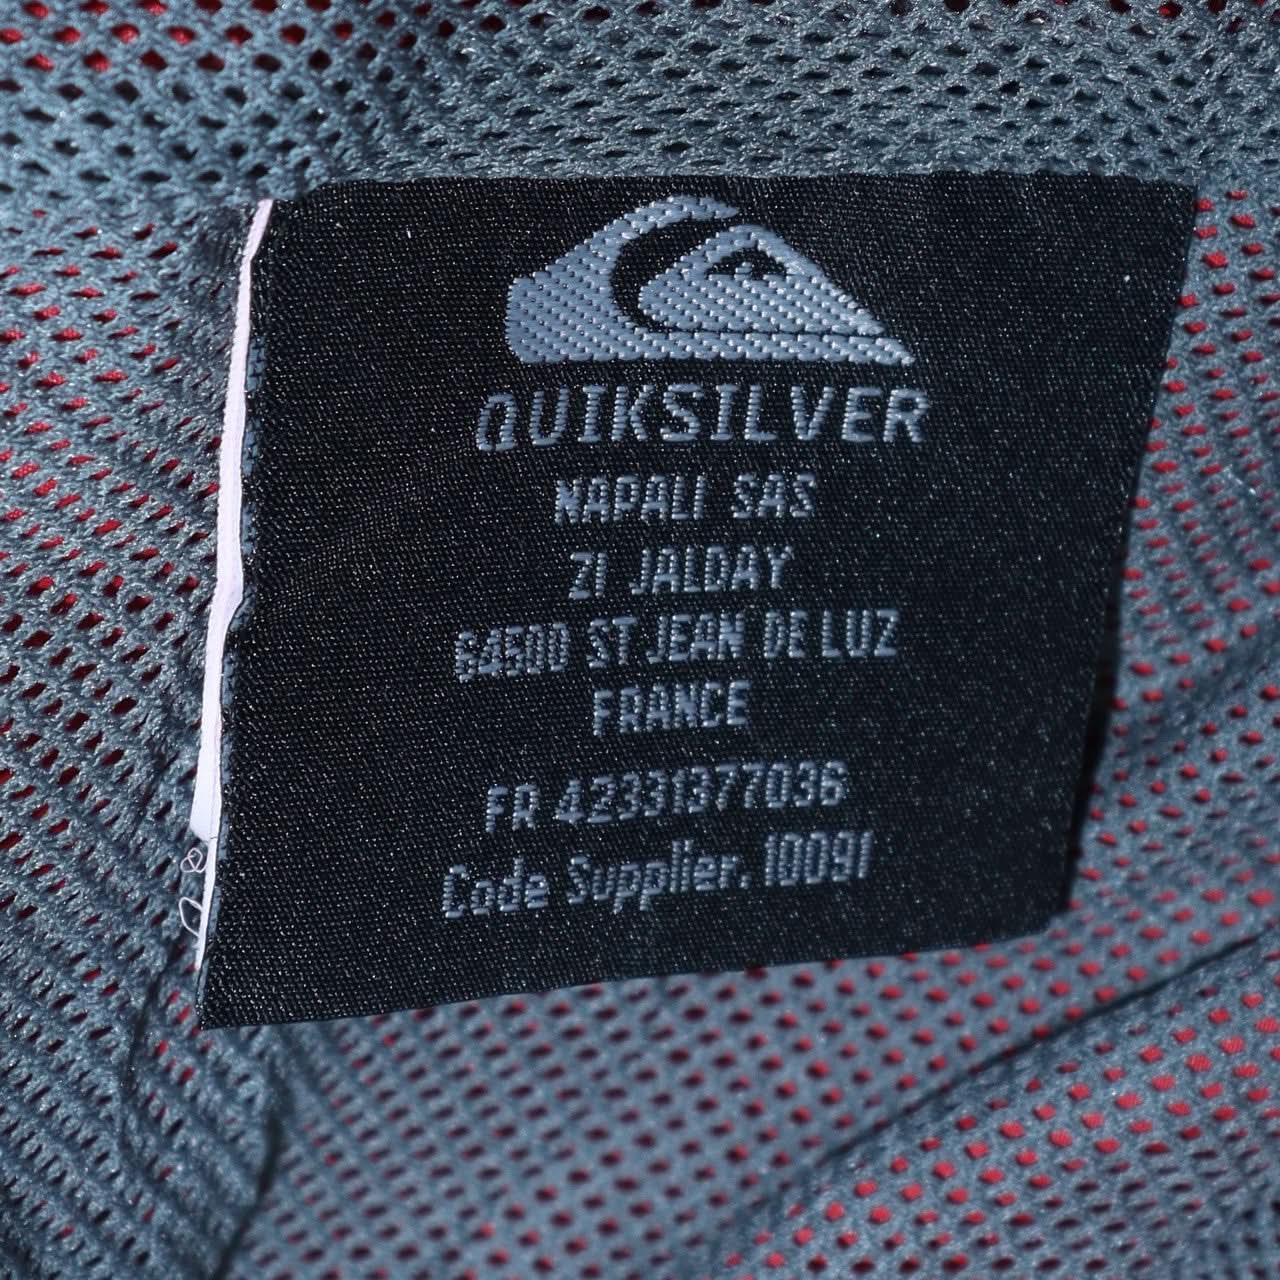 QUIKSILVER
NAPALI SAS
ZI JALDAY
64500 ST JEAN DE LUZ
FRANCE
FR 42331377036
Code Supplier. 10091